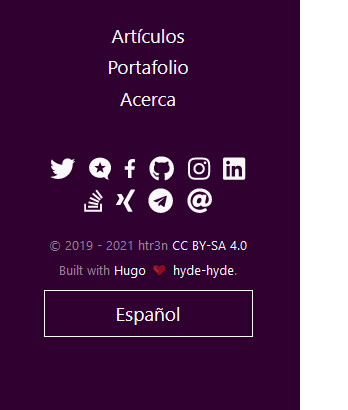 Artículos
Portafolio
Acerca
© 2019 - 2021 htr3n CC BY-SA 4.0
Built with Hugo ❤ hyde-hyde.
Español